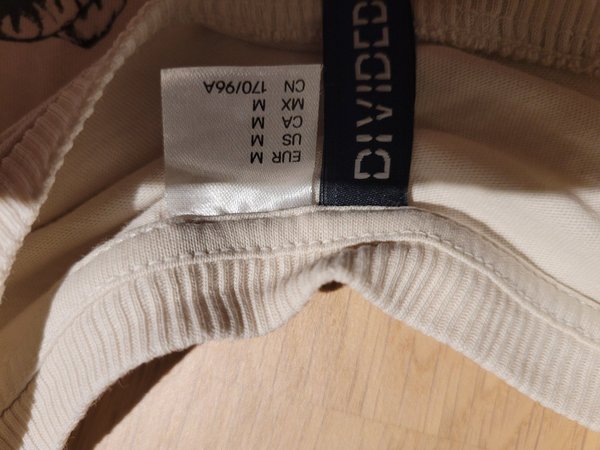 EUR M
US M
CA M
MX M
CN 170/96A
DIVIDED